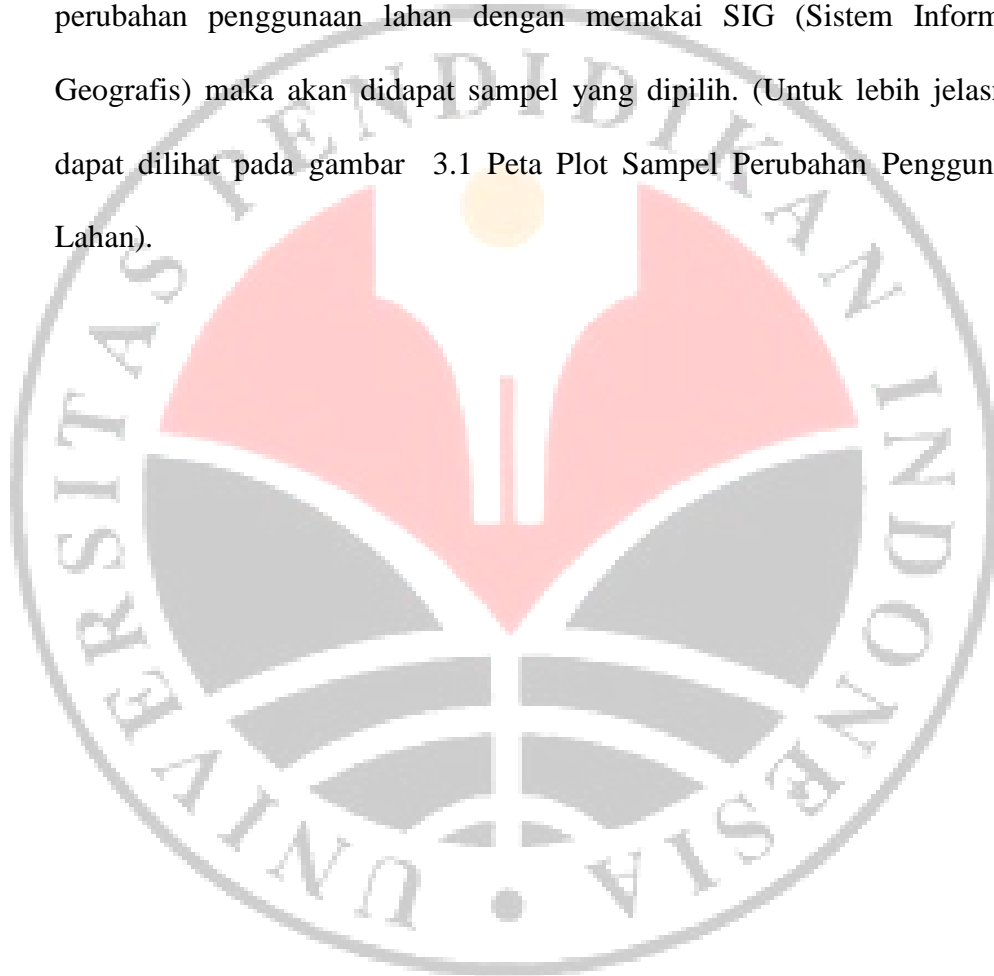 perubahan penggunaan lahan dengan memakai SIG (Sistem Inform
Geografis) maka akan didapat sampel yang dipilih. (Untuk lebih jelas
dapat dilihat pada gambar 3.1 Peta Plot Sampel Perubahan Penggun
Lahan).
UNIVERSITAS PENDIDIKAN INDONESIA